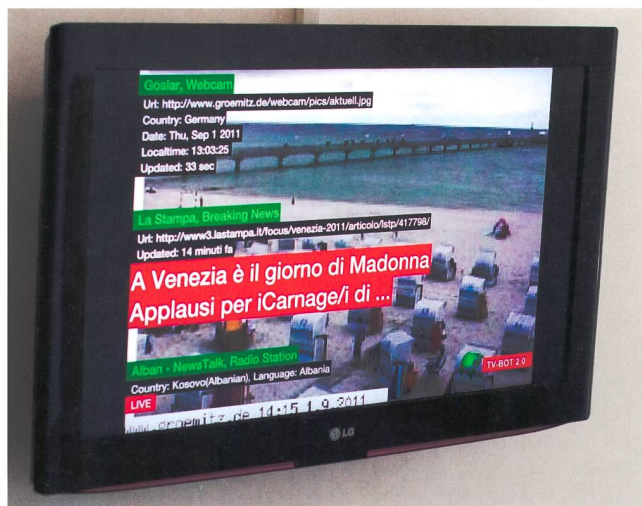 Goslar, Webcam
Url: http://www.groemitz.de/webcam/pics/aktuell.jpg
Country: Germany
Date: Thu, Sep 1 2011
Localtime: 13:03:25
Updated: 33 sec
La Stampa, Breaking News
Url: http://www3.lastampa.it/focus/venezia-2011/articolo/lstp/417798/
Updated: 14 minuti fa
A Venezia è il giorno di Madonna
Applausi per iCarnage/i di ...
Alban - NewsTalk, Radio Station
Country: Kosovo(Albanian), Language: Albania
LIVE
TV-BOT 2.0
www.groemitz.de 14:15 1.9.2011
LG